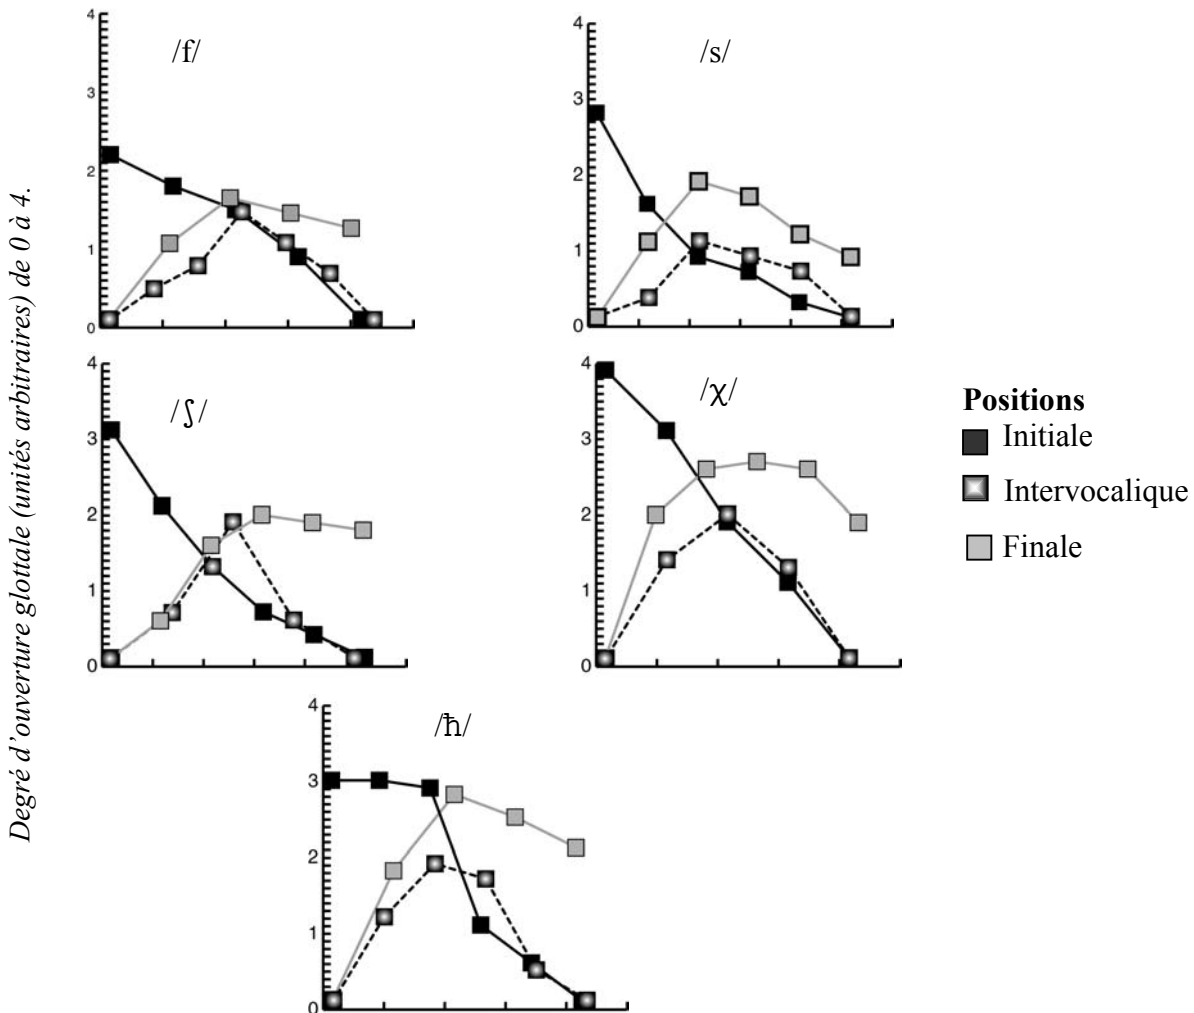 Degré d'ouverture glottale (unités arbitraires) de 0 à 4.
/f/
4
3
2
1
0
/s/
4
3
2
1
0
/ʃ/
4
3
2
1
0
/χ/
4
3
2
1
0
/ħ/
4
3
2
1
0
Positions
Initiale
Intervocalique
Finale